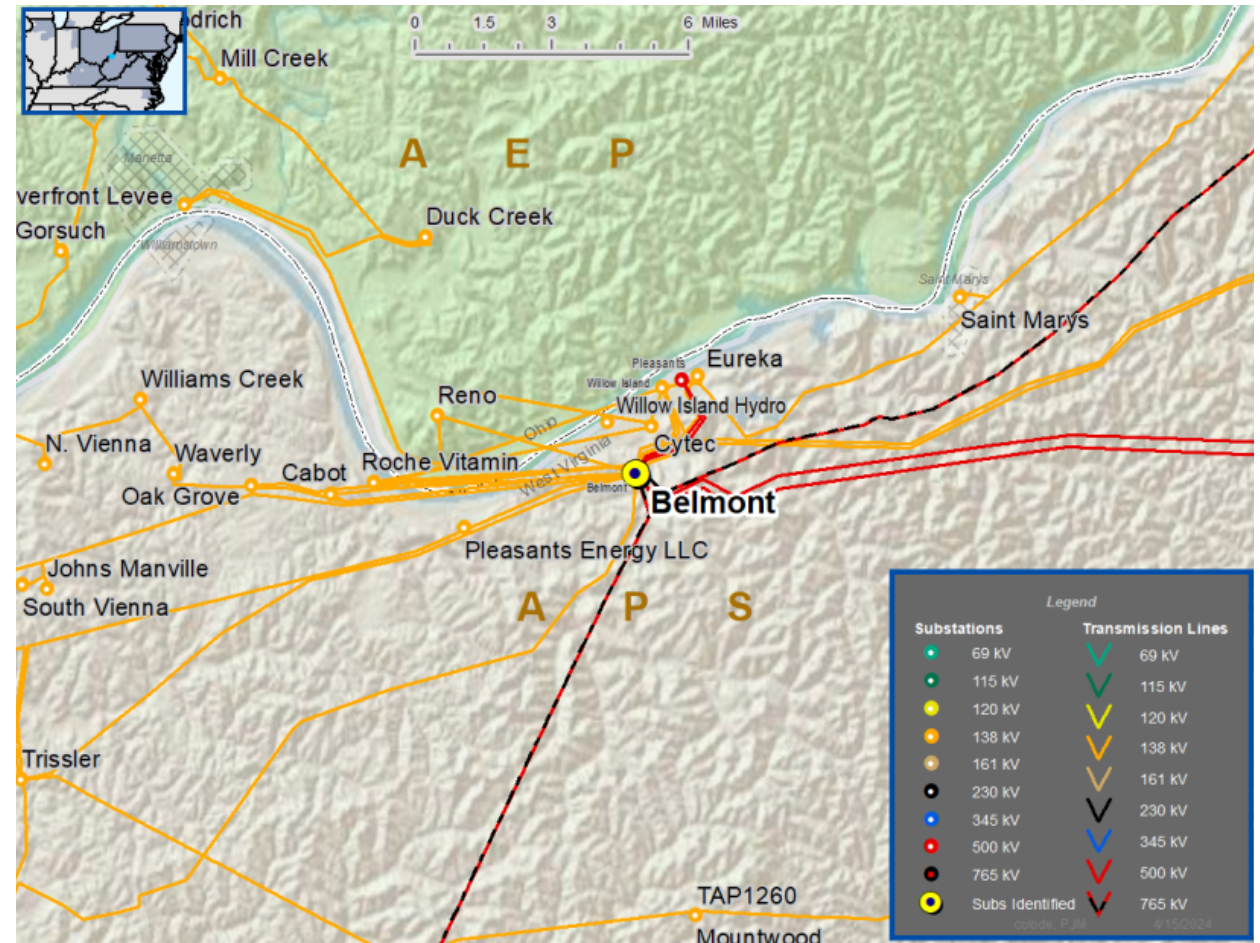 odrich
0 1.5 3 6 Miles
Mill Creek
A E P
Marietta
verfront Levee
Duck Creek
Gorsuch
Williamstown
Saint Marys
Saint Marys
Pleasants
Eureka
Williams Creek
Willow Island
Reno
Willow Island Hydro
Ohio
N. Vienna
Waverly
Cytec
Cabot
Roche Vitamin
West Virginia
Oak Grove
Belmont
Belmont
Pleasants Energy LLC
Johns Manville
South Vienna
A P S
Trissler
TAP1260
Mountwood
Legend
Substations Transmission Lines
69 kV 69 kV
115 kV 115 kV
120 kV 120 kV
138 kV 138 kV
161 kV 161 kV
230 kV 230 kV
345 kV 345 kV
500 kV 500 kV
765 kV
Subs Identified 765 kV
colode, PJM 4/15/2024